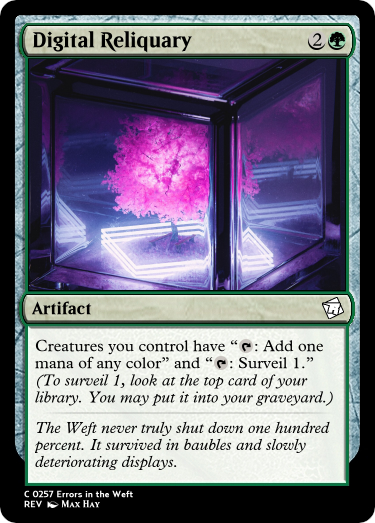 Digital Reliquary 2
Artifact
Creatures you control have “: Add one
mana of any color” and “: Surveil 1.”
(To surveil 1, look at the top card of your
library. You may put it into your graveyard.)
The Weft never truly shut down one hundred
percent. It survived in baubles and slowly
deteriorating displays.
C 0257 Errors in the Weft
REV Max Hay